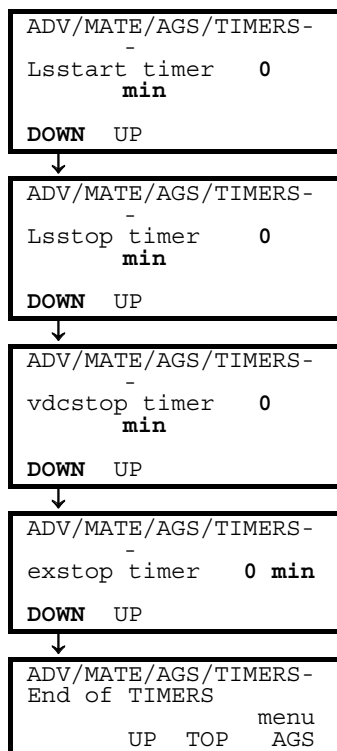 ADV/MATE/AGS/TIMERS-
-
Lsstart timer 0
min
DOWN UP
↓
ADV/MATE/AGS/TIMERS-
-
Lsstop timer 0
min
DOWN UP
↓
ADV/MATE/AGS/TIMERS-
-
vdcstop timer 0
min
DOWN UP
↓
ADV/MATE/AGS/TIMERS-
-
exstop timer 0 min
DOWN UP
↓
ADV/MATE/AGS/TIMERS-
End of TIMERS
menu
UP TOP AGS